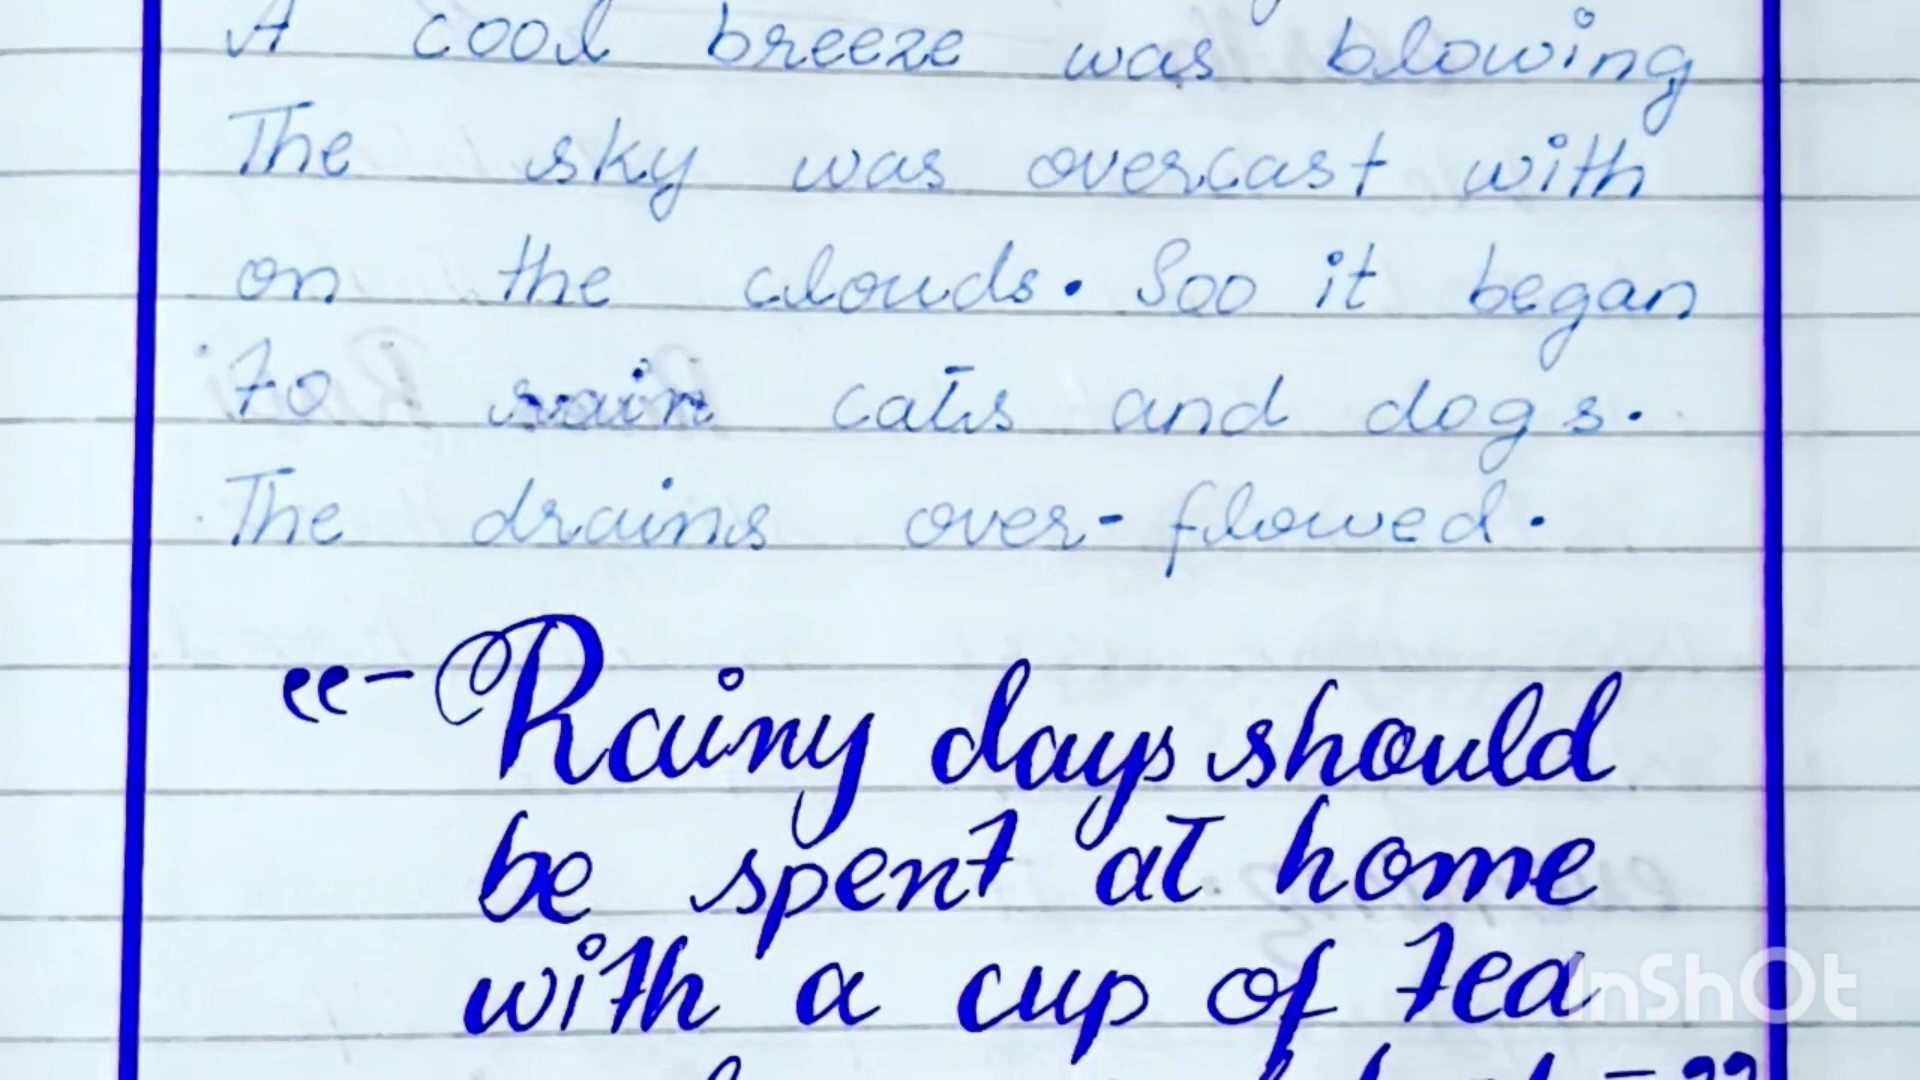 A cool breeze was blowing
The sky was overcast with
on the clouds. Soo it began
to rain cats and dogs.
The drains over-flowed.
“- Rainy days should
be spent at home
with a cup of tea
InShOt